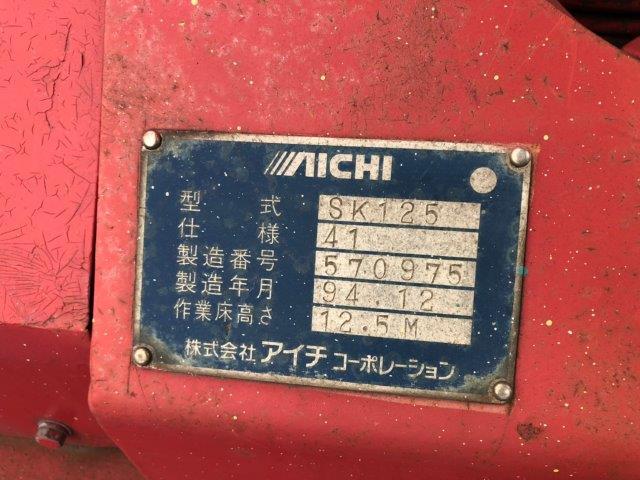 AICHI
型式 SK125
仕様 41
製造番号 570975
製造年月 94.12
作業床高さ 12.5M
株式会社 アイチ コーポレーション